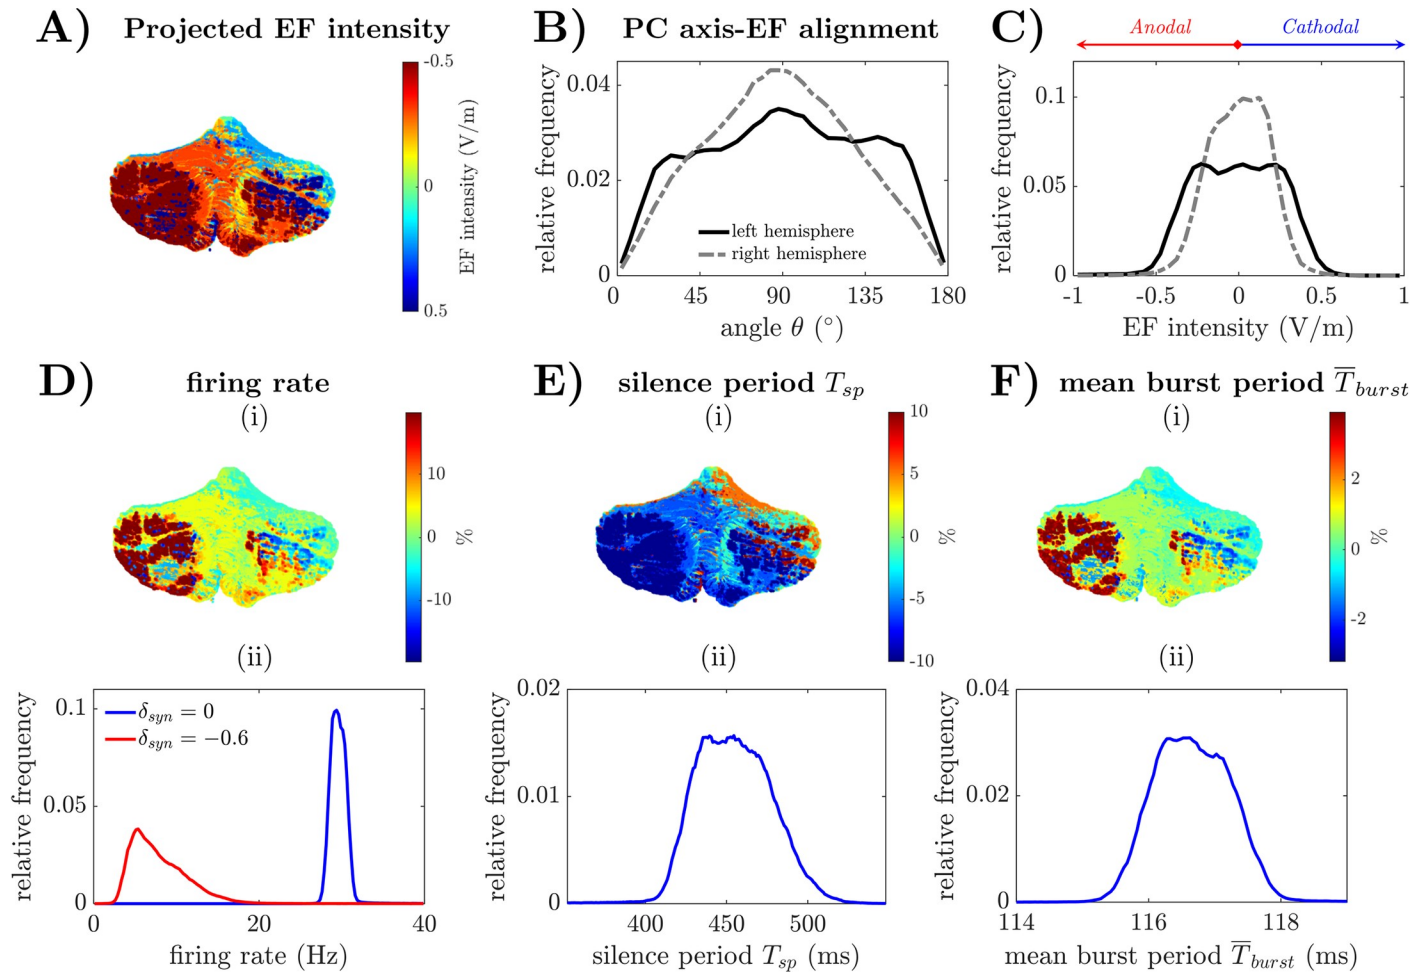 A) Projected EF intensity
-0.5
0
0.5
EF intensity (V/m)
B) PC axis-EF alignment
relative frequency
0.04
0.02
0
left hemisphere
right hemisphere
0 45 90 135 180
angle θ (°)
C) Anodal Cathodal
relative frequency
0.1
0.05
0
-1 -0.5 0 0.5 1
EF intensity (V/m)
D) firing rate
(i)
10
0
-10
%
(ii)
relative frequency
0.1
0.05
0
δsyn = 0
δsyn = −0.6
0 20 40
firing rate (Hz)
E) silence period Tsp
(i)
10
5
0
-5
-10
%
(ii)
relative frequency
0.02
0.01
0
400 450 500
silence period Tsp (ms)
F) mean burst period T̅burst
(i)
2
0
-2
%
(ii)
relative frequency
0.04
0.02
0
114 116 118
mean burst period T̅burst (ms)